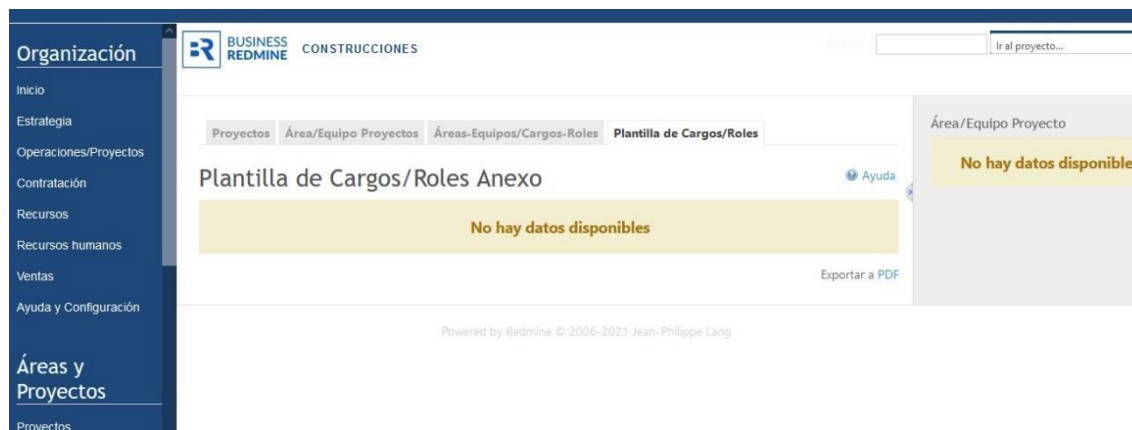 Organización
Inicio
Estrategia
Operaciones/Proyectos
Contratación
Recursos
Recursos humanos
Ventas
Ayuda y Configuración
Áreas y
Proyectos
Proyectos
BUSINESS
REDMINE
CONSTRUCCIONES
Ir al proyecto...
Proyectos Área/Equipo Proyectos Áreas-Equipos/Cargos-Roles Plantilla de Cargos/Roles
Plantilla de Cargos/Roles Anexo
Ayuda
No hay datos disponibles
Exportar a PDF
Powered by Redmine © 2006-2021 Jean-Philippe Lang
Área/Equipo Proyecto
No hay datos disponible